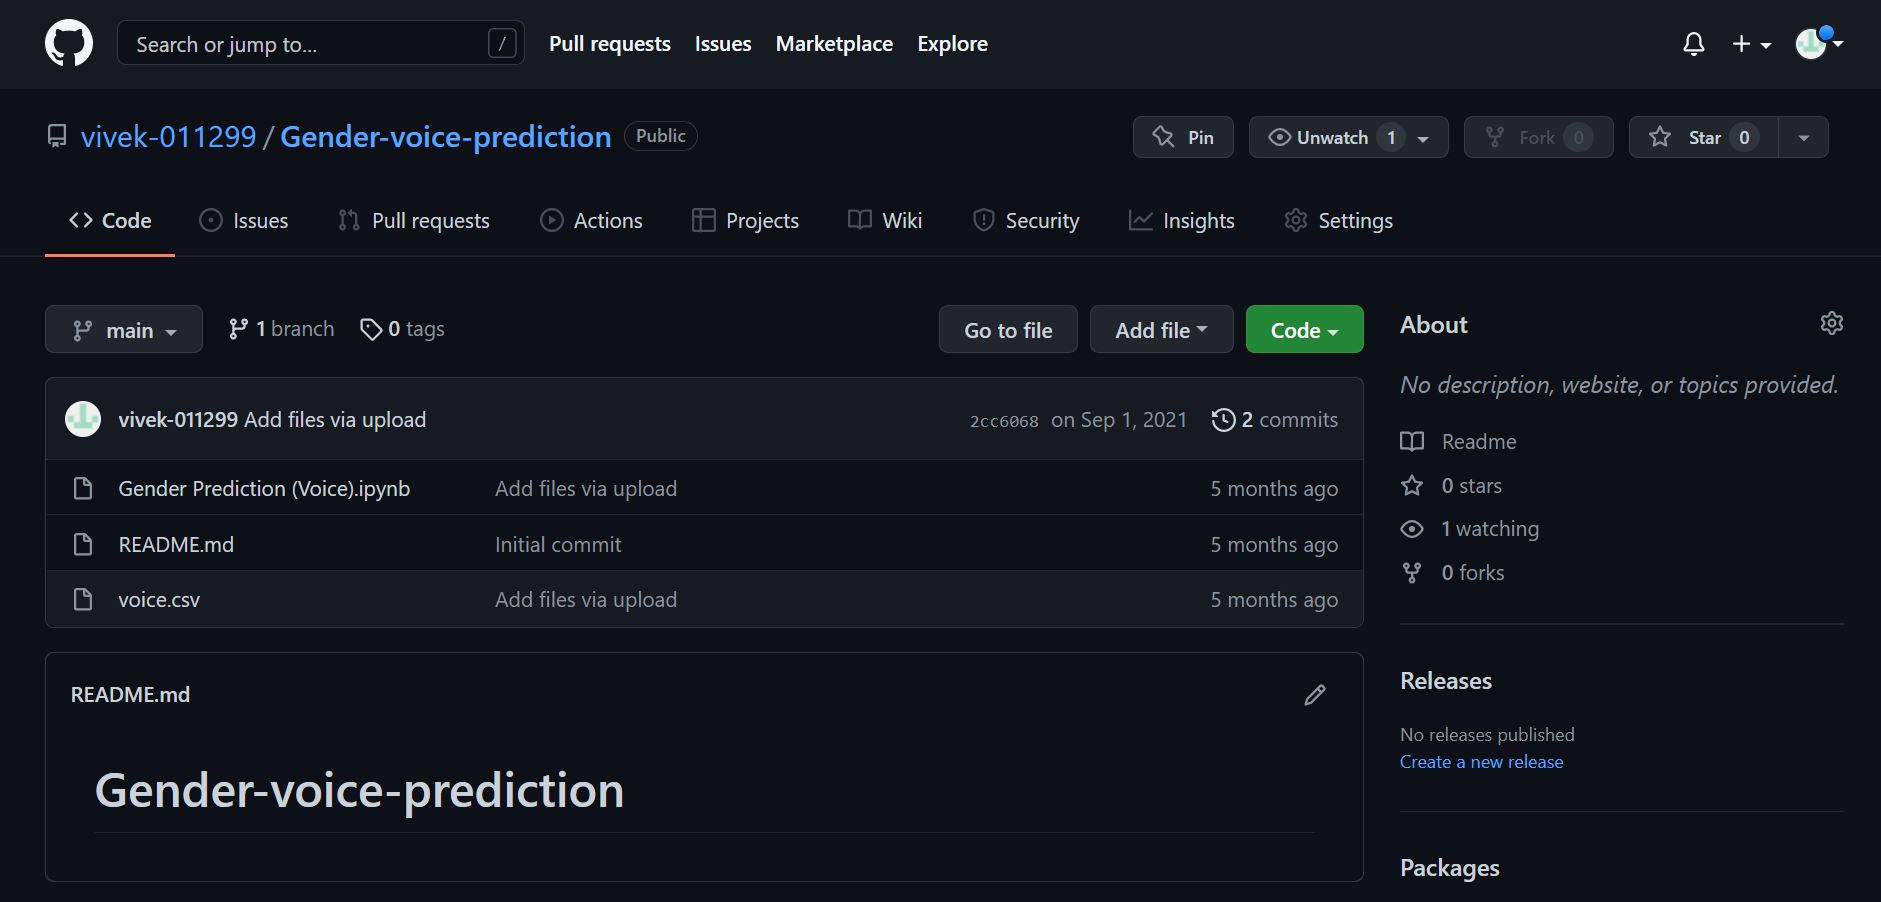 Search or jump to... /
Pull requests Issues Marketplace Explore
vivek-011299 / Gender-voice-prediction Public
Pin Unwatch 1 Fork 0 Star 0
Code Issues Pull requests Actions Projects Wiki Security Insights Settings
main 1 branch 0 tags Go to file Add file Code
vivek-011299 Add files via upload 2cc6068 on Sep 1, 2021 2 commits
Gender Prediction (Voice).ipynb Add files via upload 5 months ago
README.md Initial commit 5 months ago
voice.csv Add files via upload 5 months ago
README.md
Gender-voice-prediction
About
No description, website, or topics provided.
Readme
0 stars
1 watching
0 forks
Releases
No releases published
Create a new release
Packages